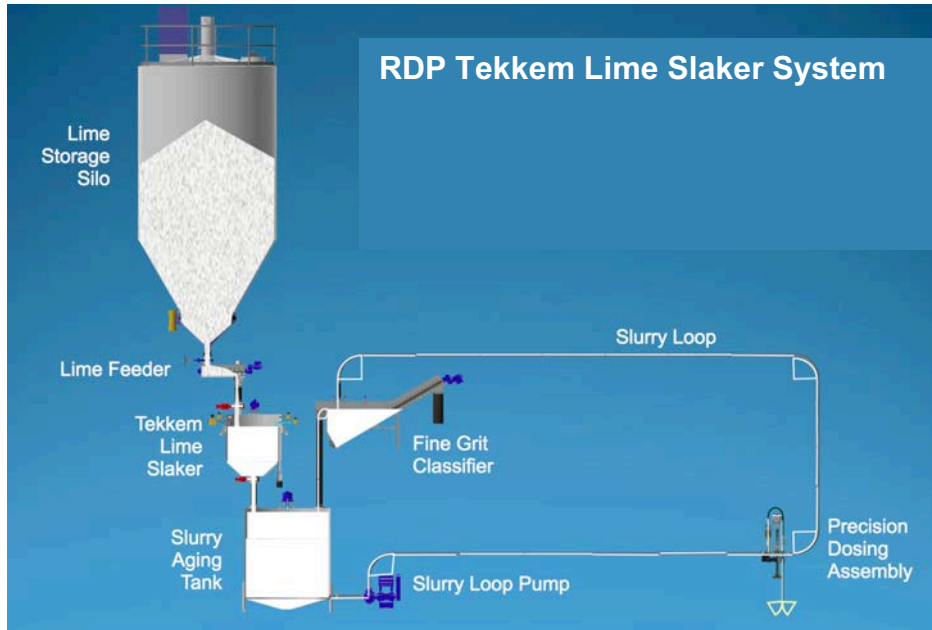 RDP Tekkem Lime Slaker System
Lime
Storage
Silo
Slurry Loop
Lime Feeder
Tekkem
Lime
Slaker
Fine Grit
Classifier
Slurry
Aging
Tank
Slurry Loop Pump
Precision
Dosing
Assembly